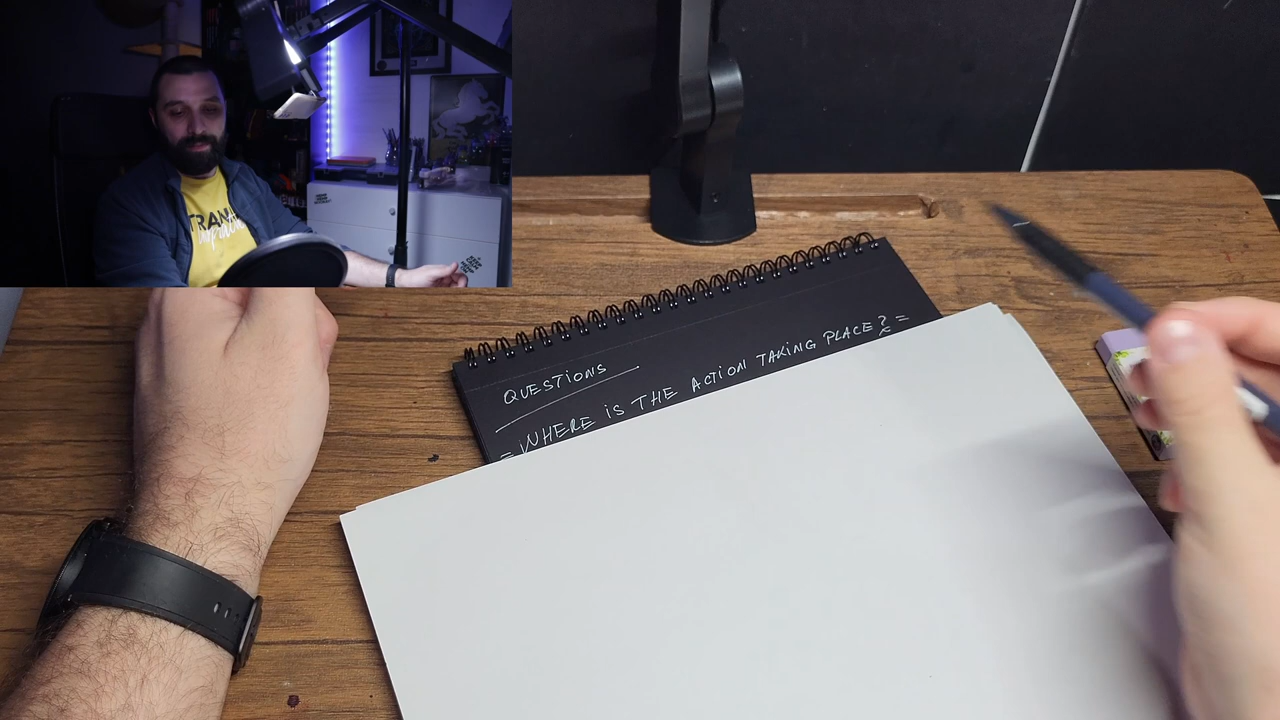 QUESTIONS
= WHERE iS THE ACTiON TAKiNG PLACE? =